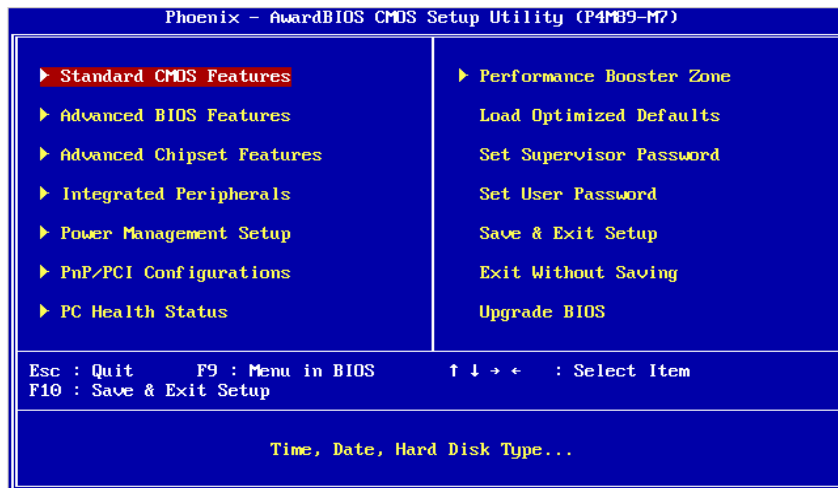 Phoenix - AwardBIOS CMOS Setup Utility (P4M89-M7)
Standard CMOS Features
Advanced BIOS Features
Advanced Chipset Features
Integrated Peripherals
Power Management Setup
PnP/PCI Configurations
PC Health Status
Performance Booster Zone
Load Optimized Defaults
Set Supervisor Password
Set User Password
Save & Exit Setup
Exit Without Saving
Upgrade BIOS
Esc : Quit F9 : Menu in BIOS ↑ ↓ → ← : Select Item
F10 : Save & Exit Setup
Time, Date, Hard Disk Type...